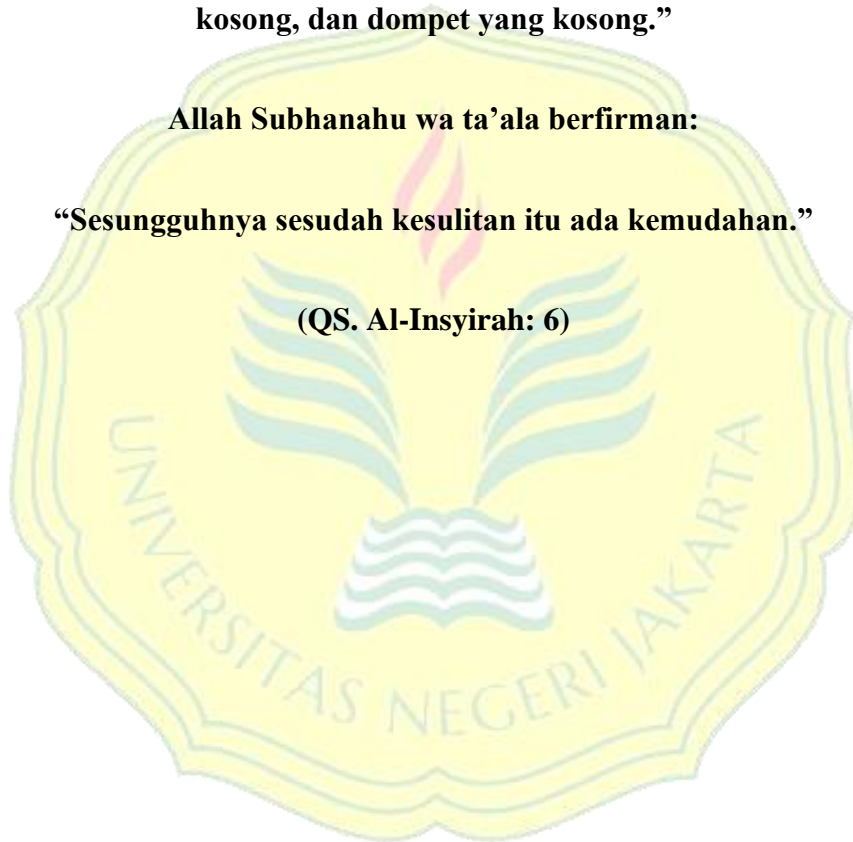 kosong, dan dompet yang kosong.”
Allah Subhanahu wa ta’ala berfirman:
“Sesungguhnya sesudah kesulitan itu ada kemudahan.”
(QS. Al-Insyirah: 6)
UNIVERSITAS NEGERI JAKARTA